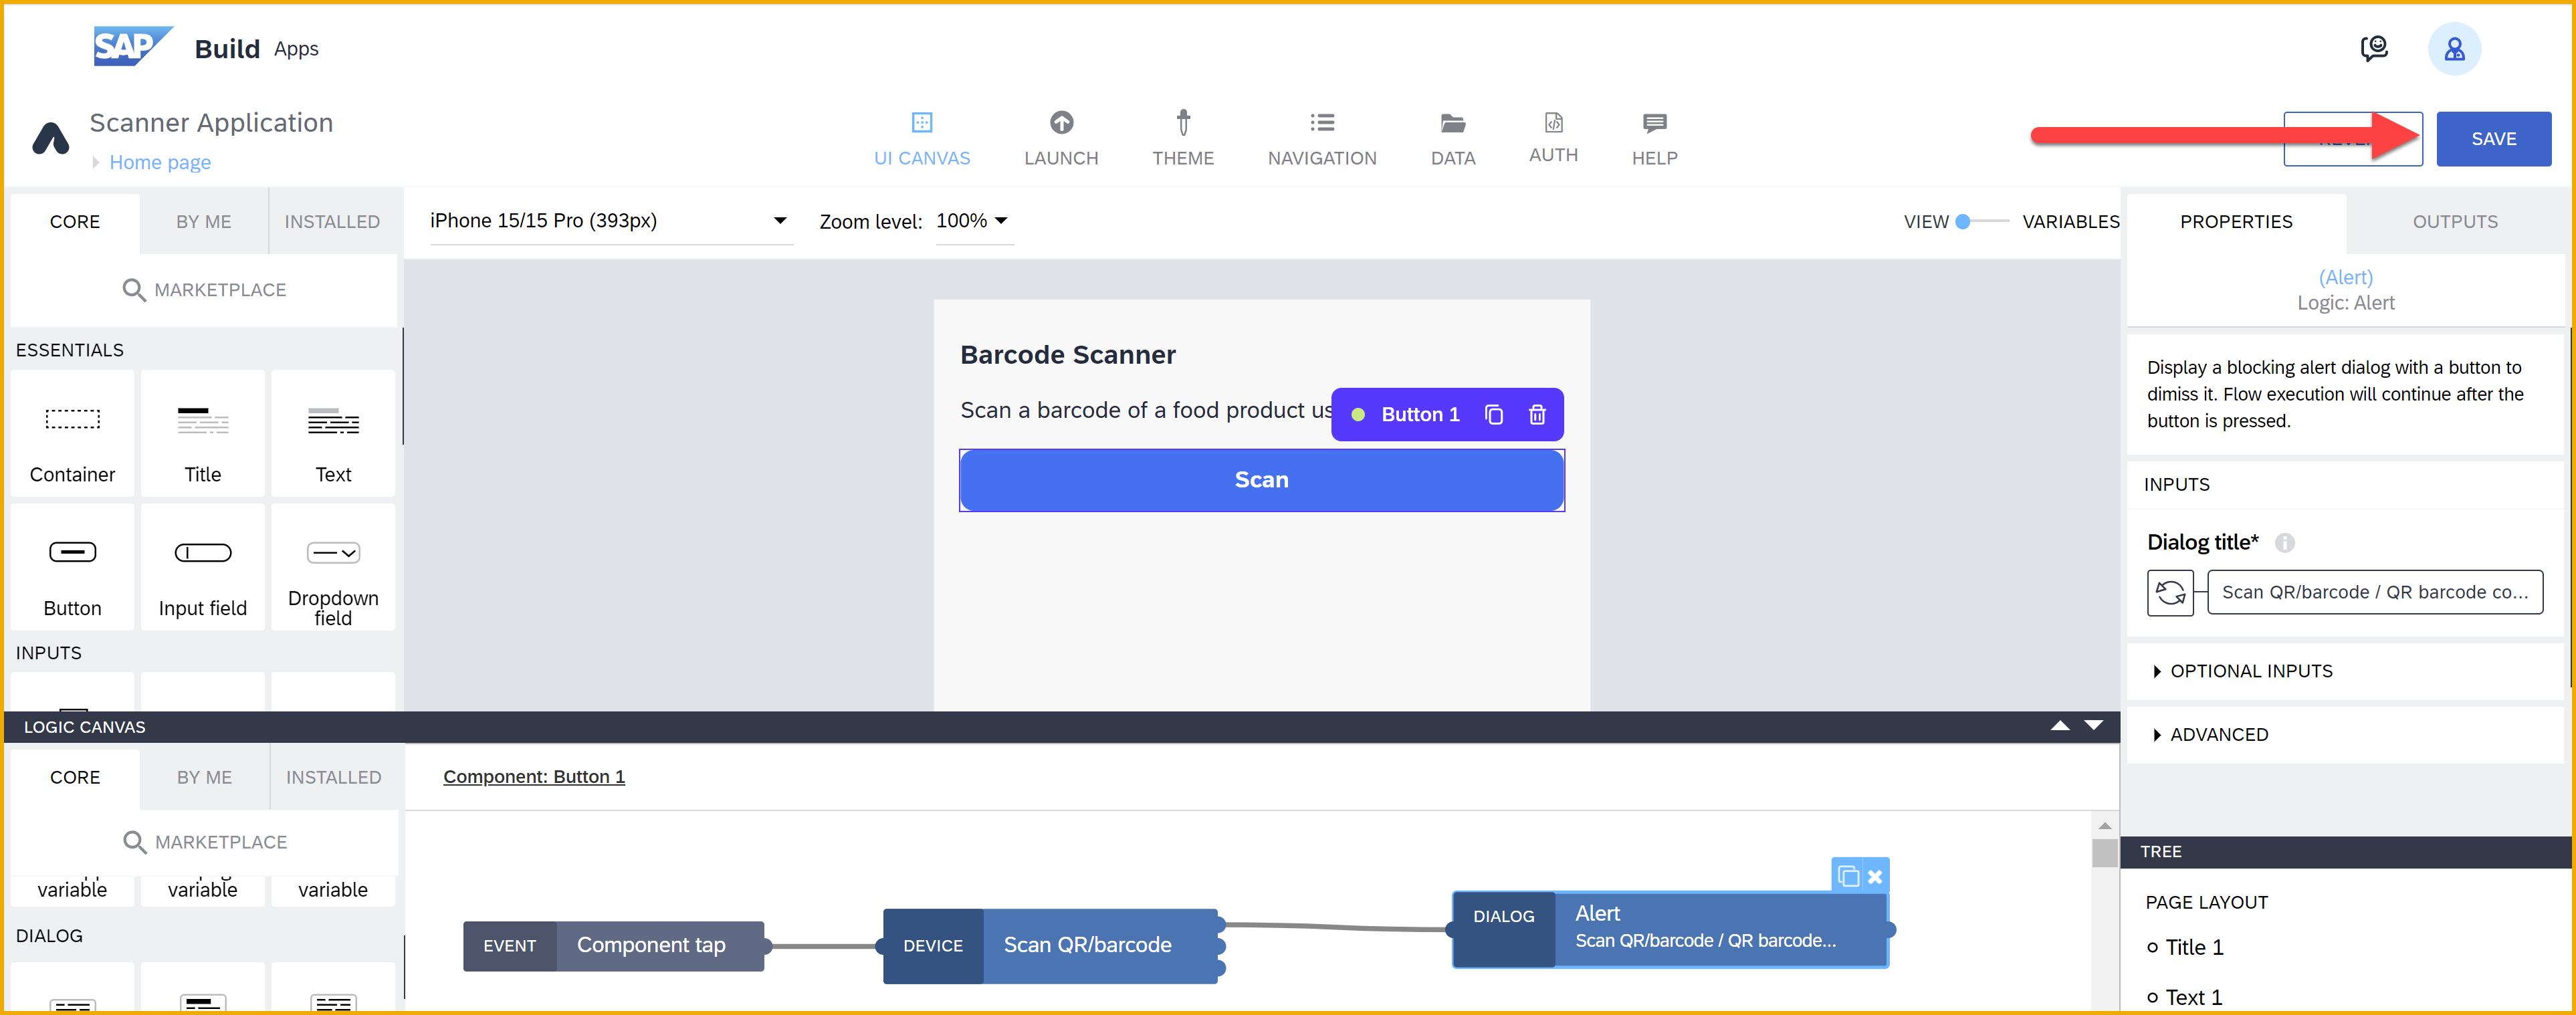 SAP Build Apps
Scanner Application
Home page
UI CANVAS
LAUNCH
THEME
NAVIGATION
DATA
AUTH
HELP
SAVE
CORE
BY ME
INSTALLED
MARKETPLACE
ESSENTIALS
Container
Title
Text
Button
Input field
Dropdown
field
INPUTS
iPhone 15/15 Pro (393px)
Zoom level: 100%
VIEW
VARIABLES
Barcode Scanner
Scan a barcode of a food product us
Button 1
Scan
PROPERTIES
OUTPUTS
(Alert)
Logic: Alert
Display a blocking alert dialog with a button to
dimiss it. Flow execution will continue after the
button is pressed.
INPUTS
Dialog title*
Scan QR/barcode / QR barcode co...
OPTIONAL INPUTS
ADVANCED
LOGIC CANVAS
CORE
BY ME
INSTALLED
MARKETPLACE
variable
variable
variable
DIALOG
Component: Button 1
EVENT
Component tap
DEVICE
Scan QR/barcode
DIALOG
Alert
Scan QR/barcode / QR barcode...
TREE
PAGE LAYOUT
Title 1
Text 1